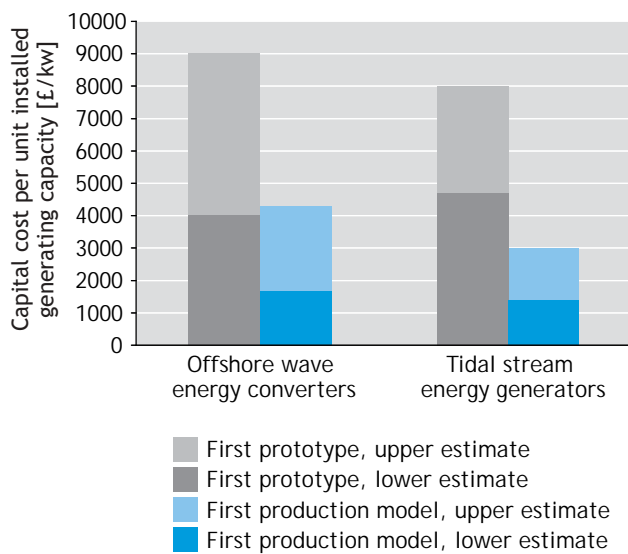 Capital cost per unit installed
generating capacity [£/kw]
10000
9000
8000
7000
6000
5000
4000
3000
2000
1000
0
Offshore wave
energy converters
Tidal stream
energy generators
First prototype, upper estimate
First prototype, lower estimate
First production model, upper estimate
First production model, lower estimate